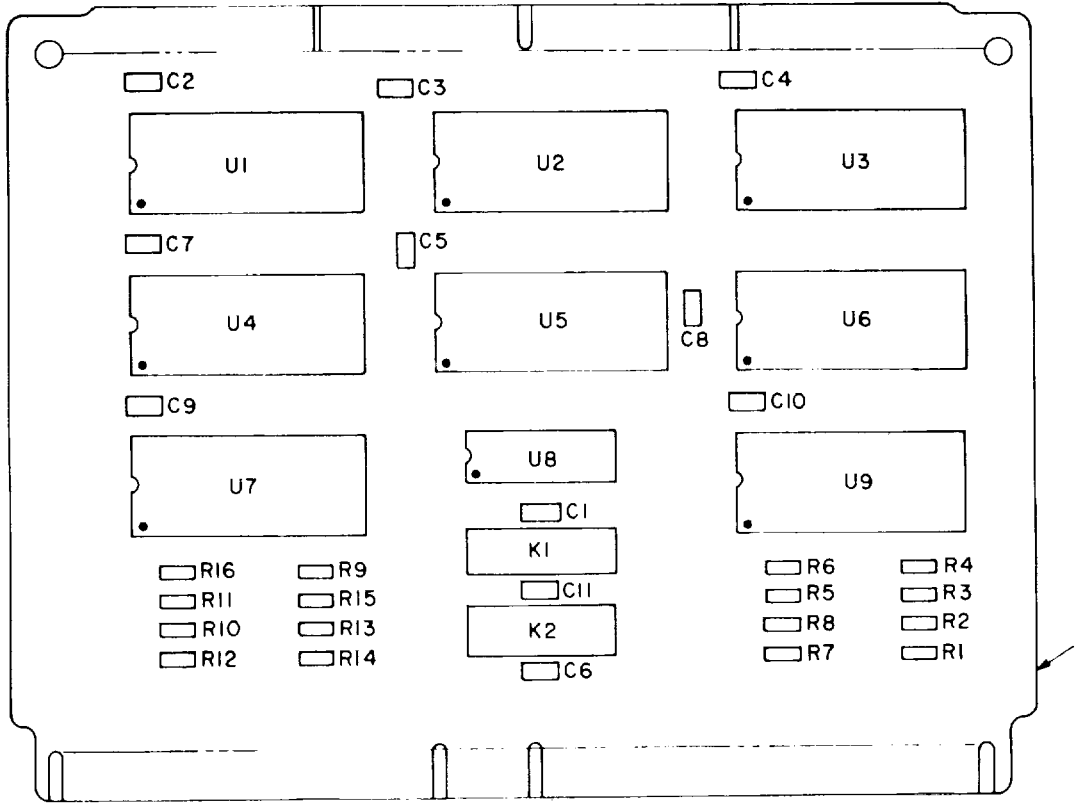 C2 C3 C4
U1 U2 U3
C7 C5
U4 U5 U6
C8
C9 C10
U7 U8 U9
C1
K1
R16 R9 C11 R6 R4
R11 R15 R5 R3
R10 R13 K2 R8 R2
R12 R14 C6 R7 R1